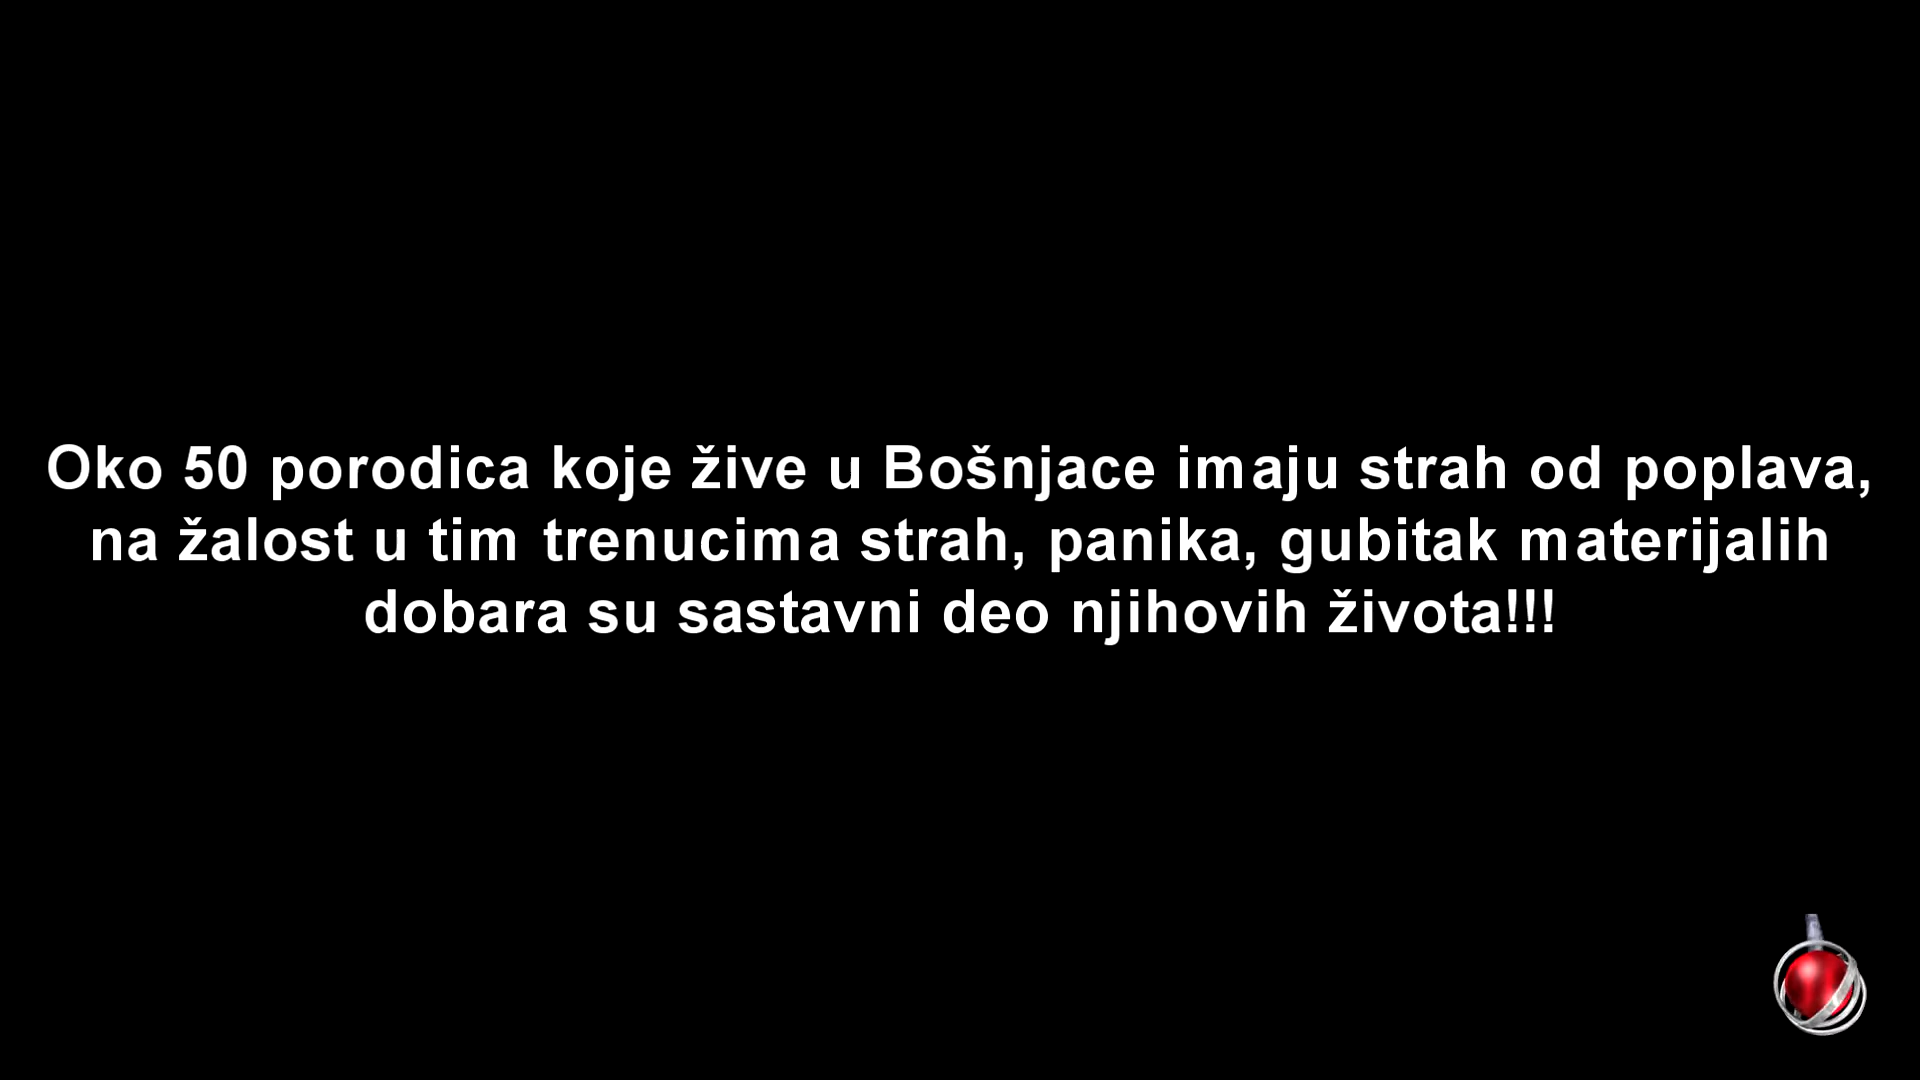 Oko 50 porodica koje žive u Bošnjace imaju strah od poplava,
na žalost u tim trenucima strah, panika, gubitak materijalih
dobara su sastavni deo njihovih života!!!